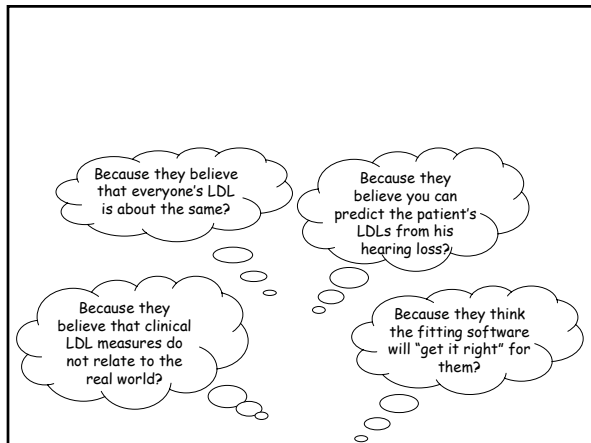 Because they believe
that everyone's LDL
is about the same?
Because they
believe you can
predict the patient's
LDLs from his
hearing loss?
Because they
believe that clinical
LDL measures do
not relate to the
real world?
Because they think
the fitting software
will "get it right" for
them?